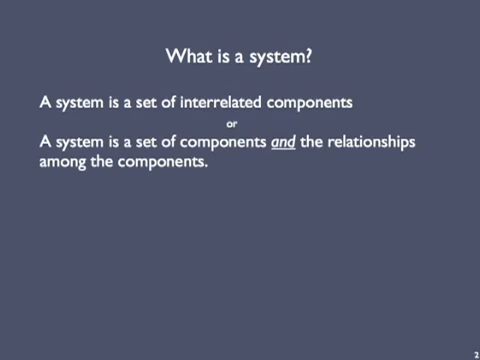 What is a system?
A system is a set of interrelated components
or
A system is a set of components and the relationships
among the components.
2